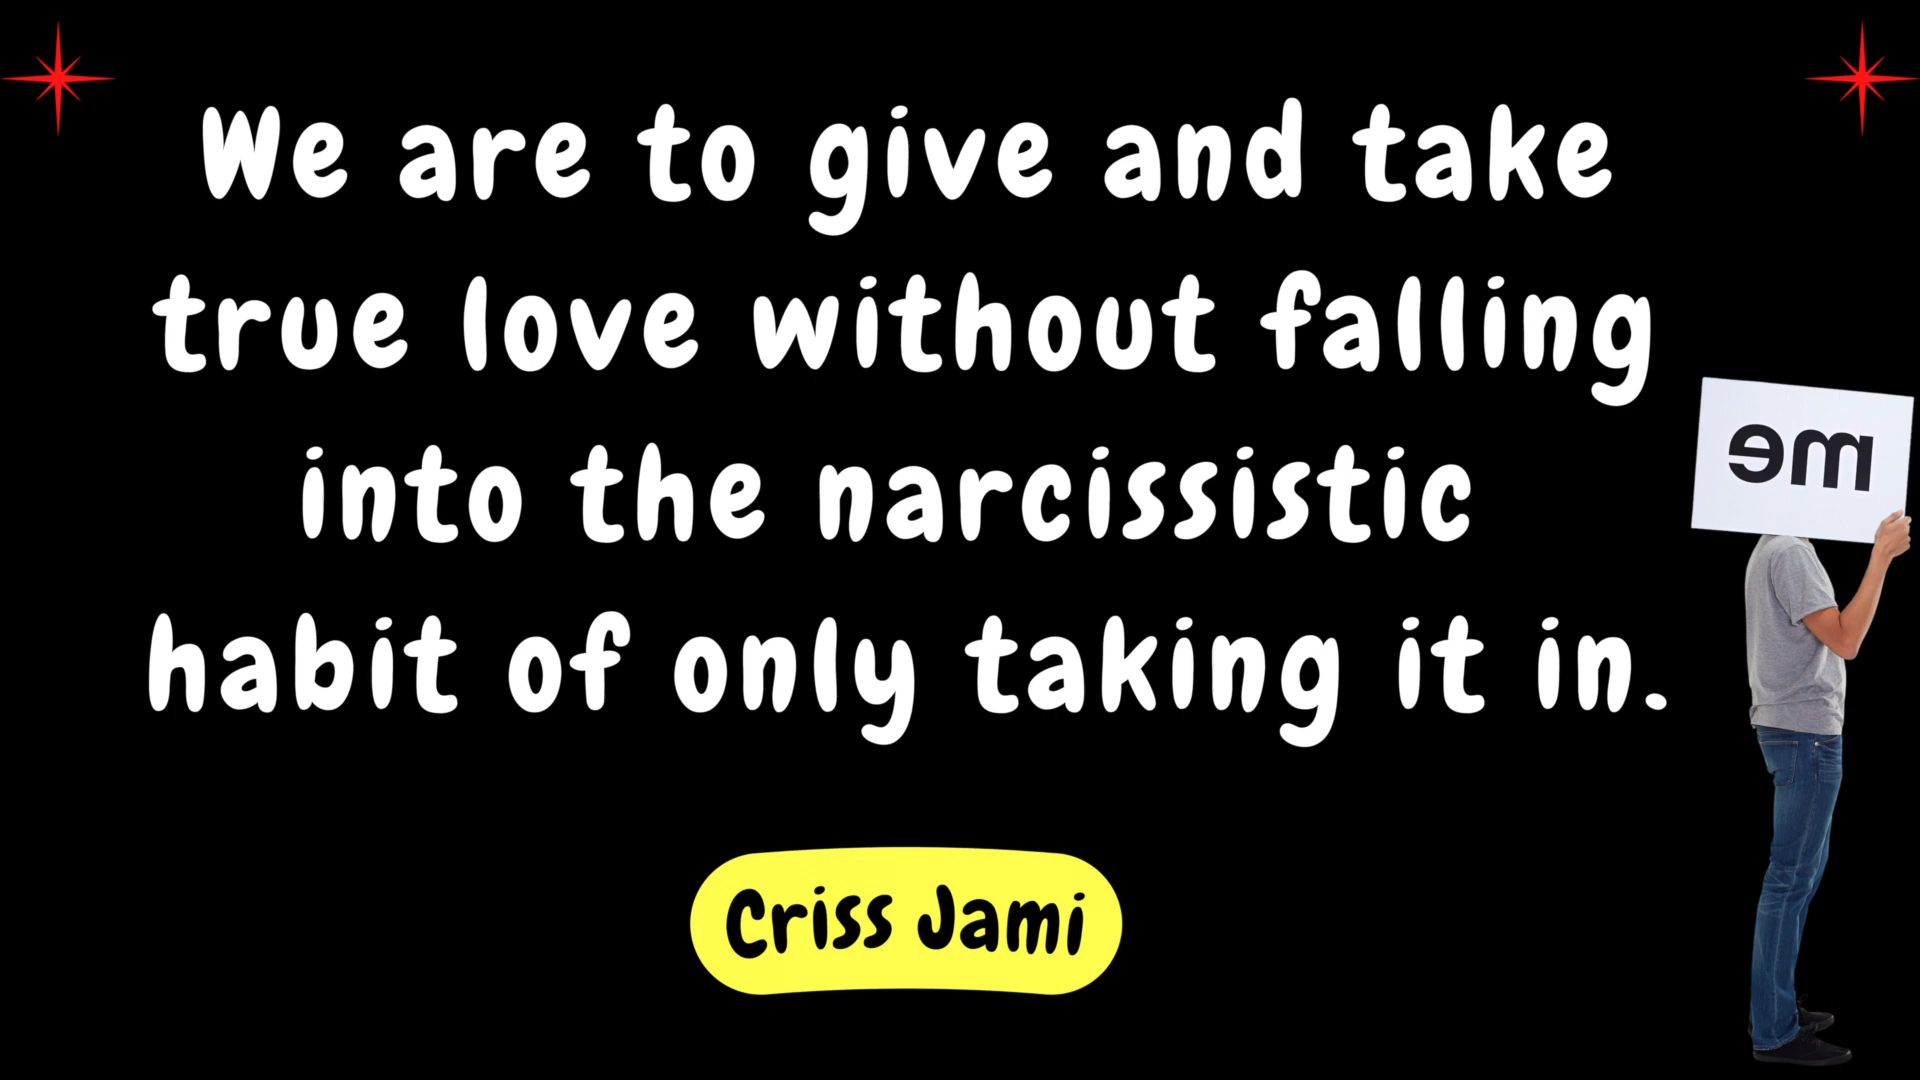 We are to give and take
true love without falling
into the narcissistic
habit of only taking it in.
me
Criss Jami